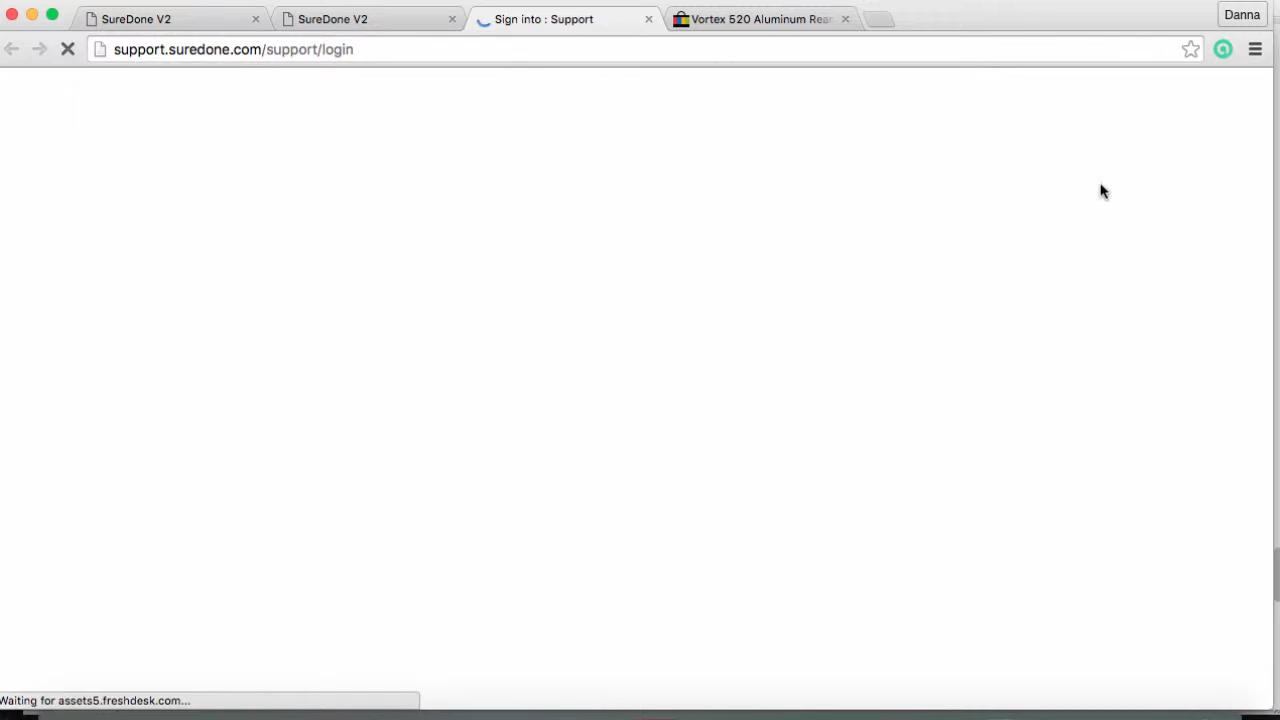 SureDone V2
SureDone V2
Sign into : Support
Vortex 520 Aluminum Rear
Danna
support.suredone.com/support/login
Waiting for assets5.freshdesk.com...